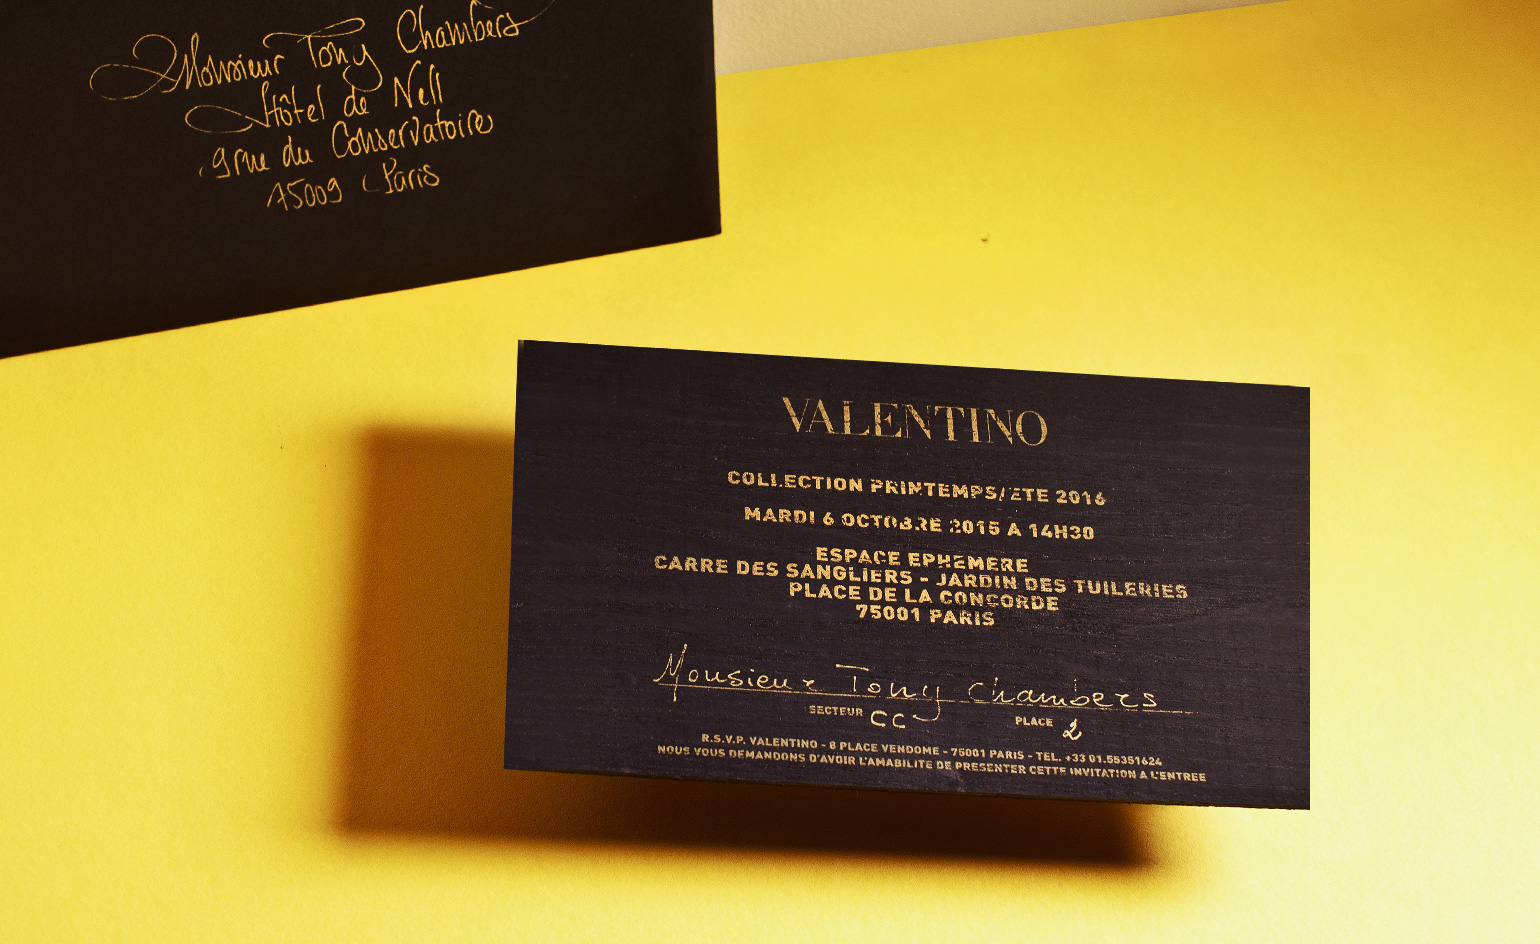 Monsieur Tony Chambers
Hôtel de Nell
9 rue du Conservatoire
75009 Paris
VALENTINO
COLLECTION PRINTEMPS/ETE 2016
MARDI 6 OCTOBRE 2015 A 14H30
ESPACE EPHEMERE
CARRE DES SANGLIERS - JARDIN DES TUILERIES
PLACE DE LA CONCORDE
75001 PARIS
Monsieur Tony Chambers
SECTEUR CC PLACE 2
R.S.V.P. VALENTINO - 8 PLACE VENDOME - 75001 PARIS - TEL. +33 01.55351624
NOUS VOUS DEMANDONS D'AVOIR L'AMABILITE DE PRESENTER CETTE INVITATION A L'ENTREE